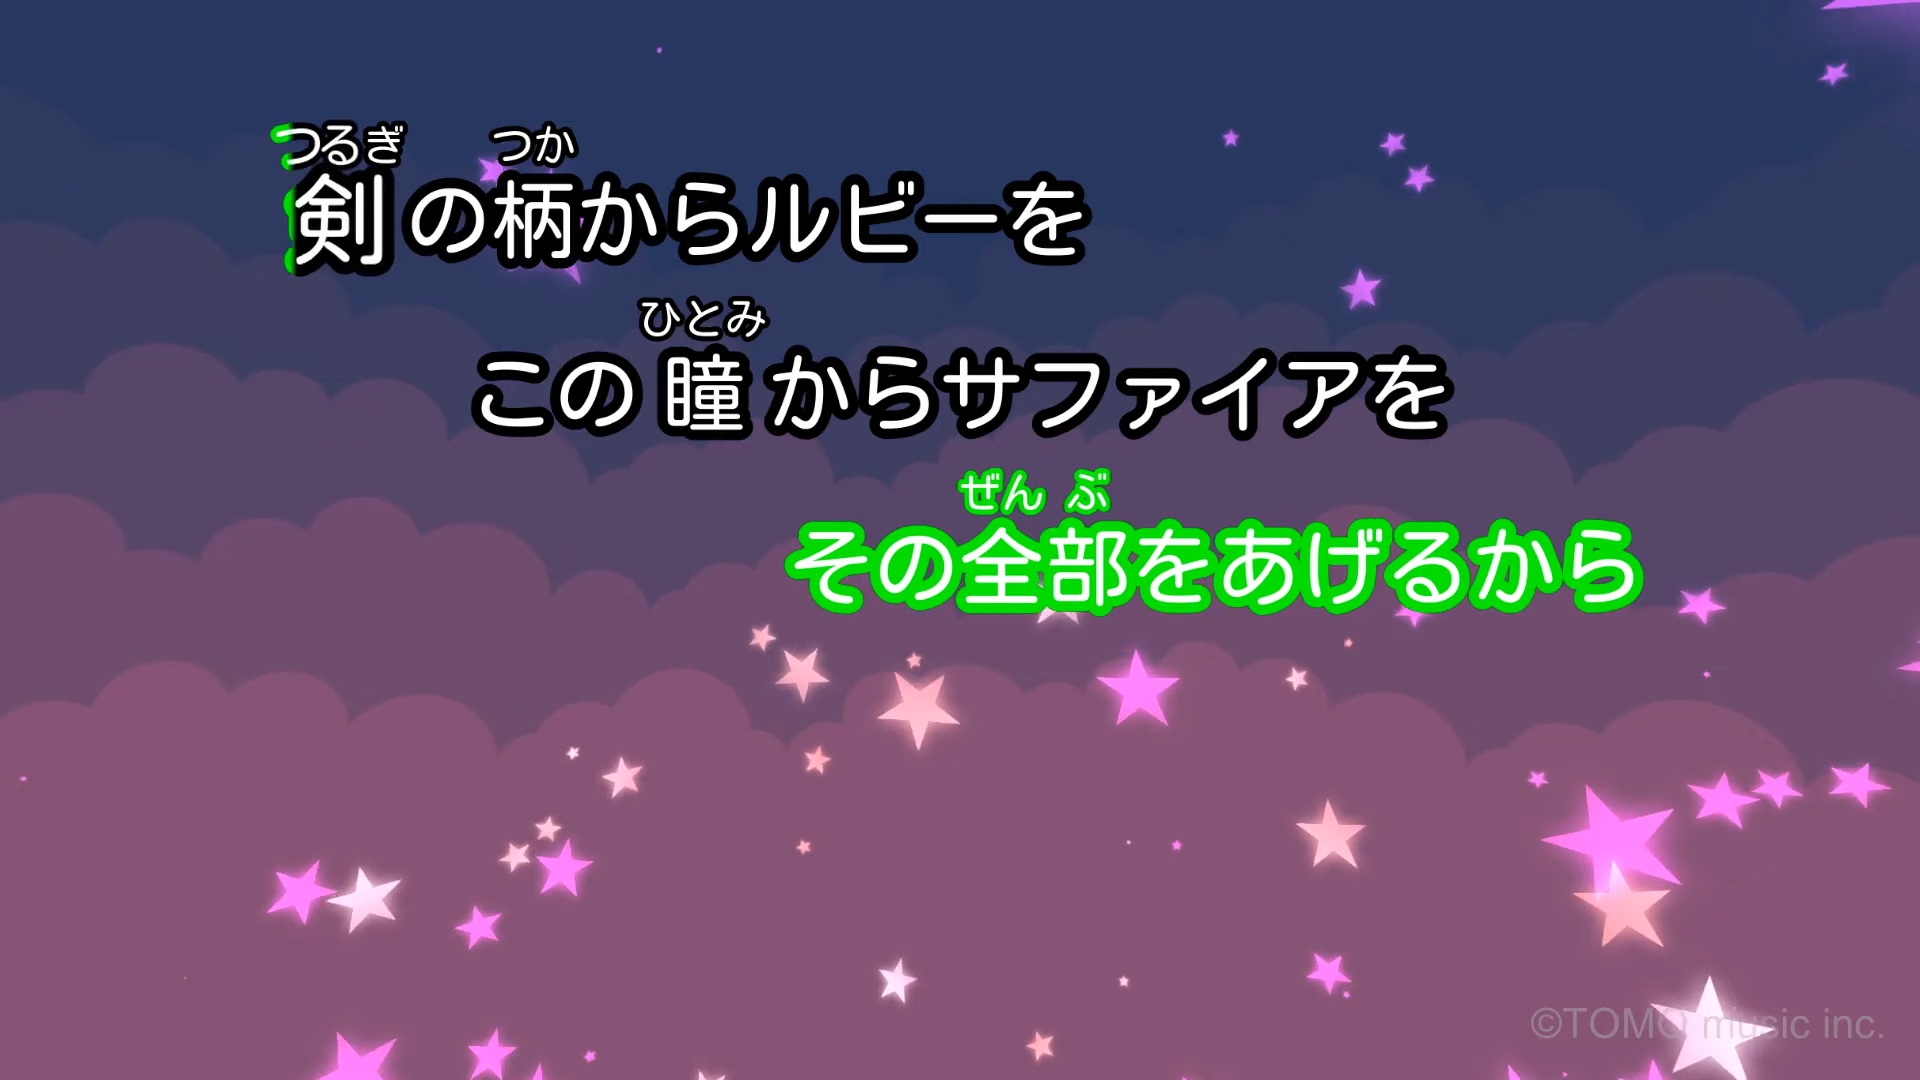 つるぎ つか
剣の柄からルビーを
ひとみ
この瞳からサファイアを
ぜん ぶ
その全部をあげるから
©TOMO music inc.